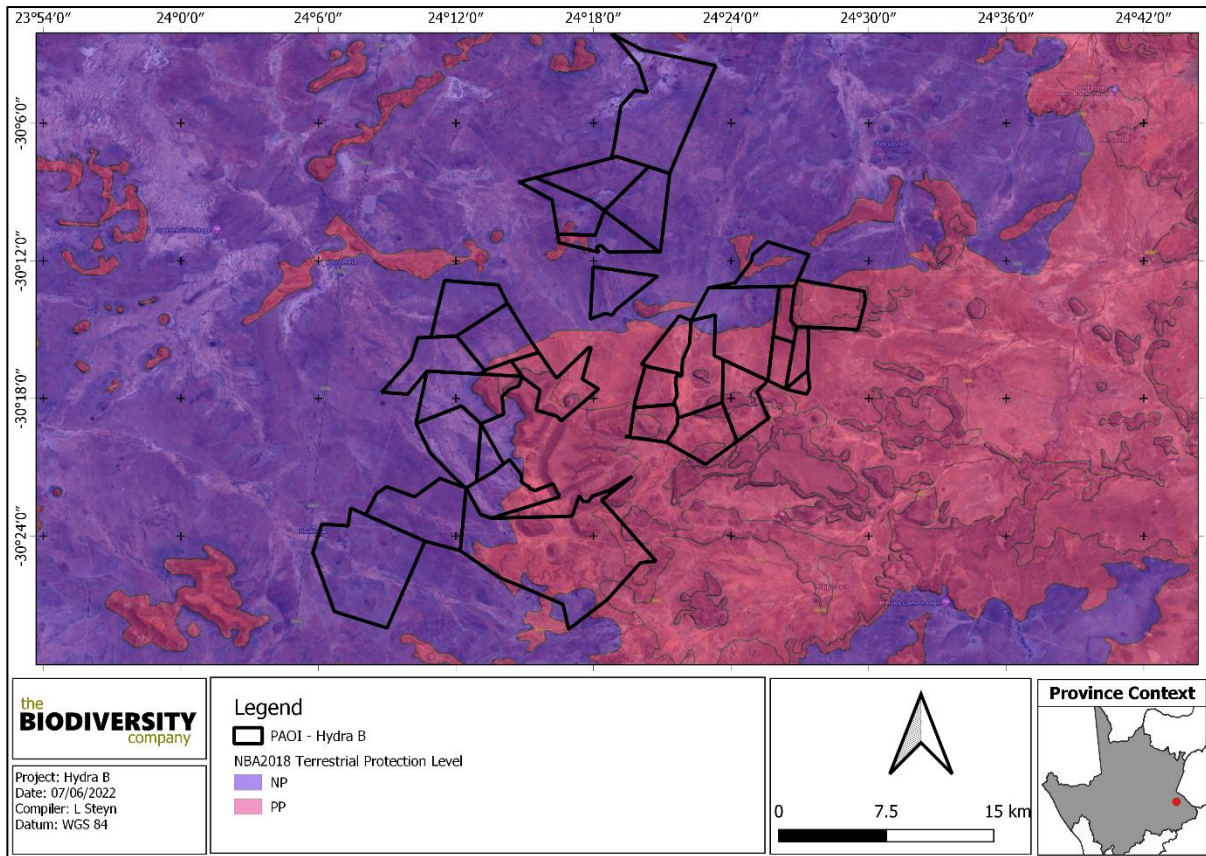 23°54′0″ 24°0′0″ 24°6′0″ 24°12′0″ 24°18′0″ 24°24′0″ 24°30′0″ 24°36′0″ 24°42′0″
-30°6′0″
-30°12′0″
-30°18′0″
-30°24′0″
the
BIODIVERSITY
company
Project: Hydra B
Date: 07/06/2022
Compiler: L Steyn
Datum: WGS 84
Legend
PAOI - Hydra B
NBA2018 Terrestrial Protection Level
NP
PP
0 7.5 15 km
Province Context